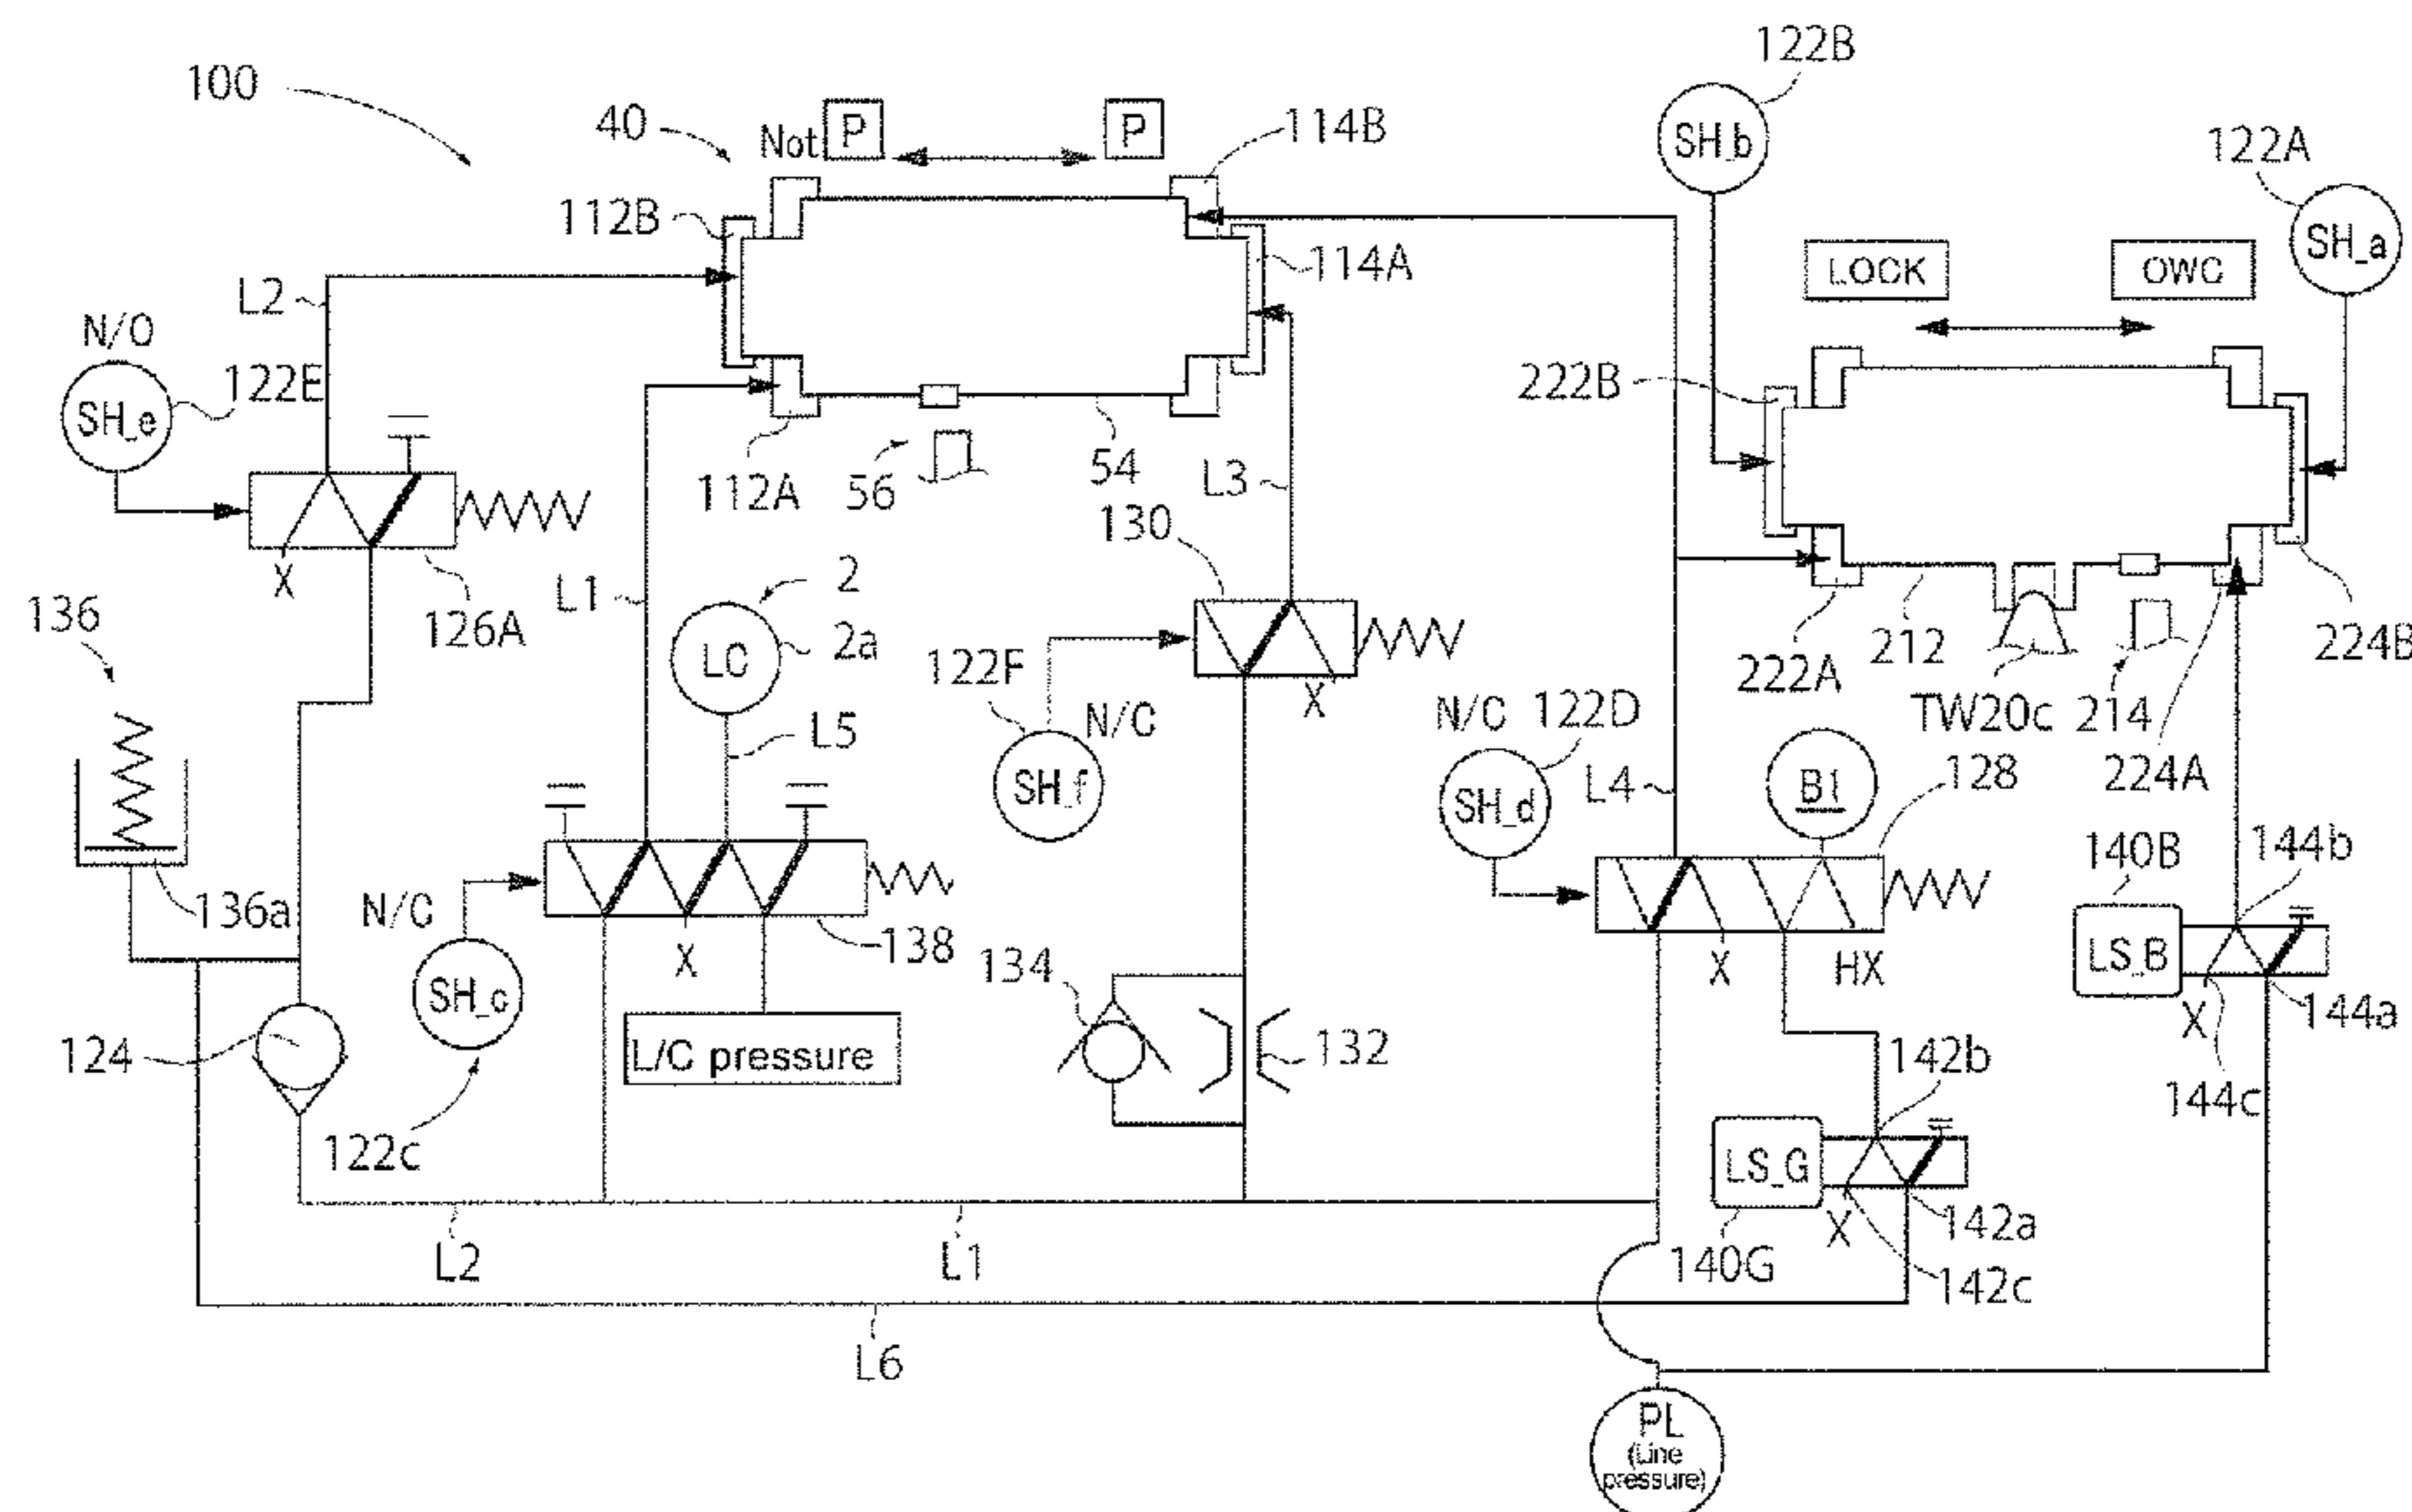 100
40
Not P P
114B
122B
SH_b
122A
SH_a
112B
114A
L2
N/O
122E
SH_e
LOCK OWC
222B
112A
56
54
L3
130
126A
136
136a
L1
2
LC
2a
L5
122F
N/C
SH_f
X
X
N/C
122D
SH_d
222A
212
TW20c
214
224A
224B
L4
B1
128
140B
144b
LS_B
X
144a
144c
N/C
SH_c
122c
X
138
L/C pressure
134
132
X
HX
124
142b
LS_G
140G
X
142a
142c
L2
L1
L6
PL
(Line
pressure)